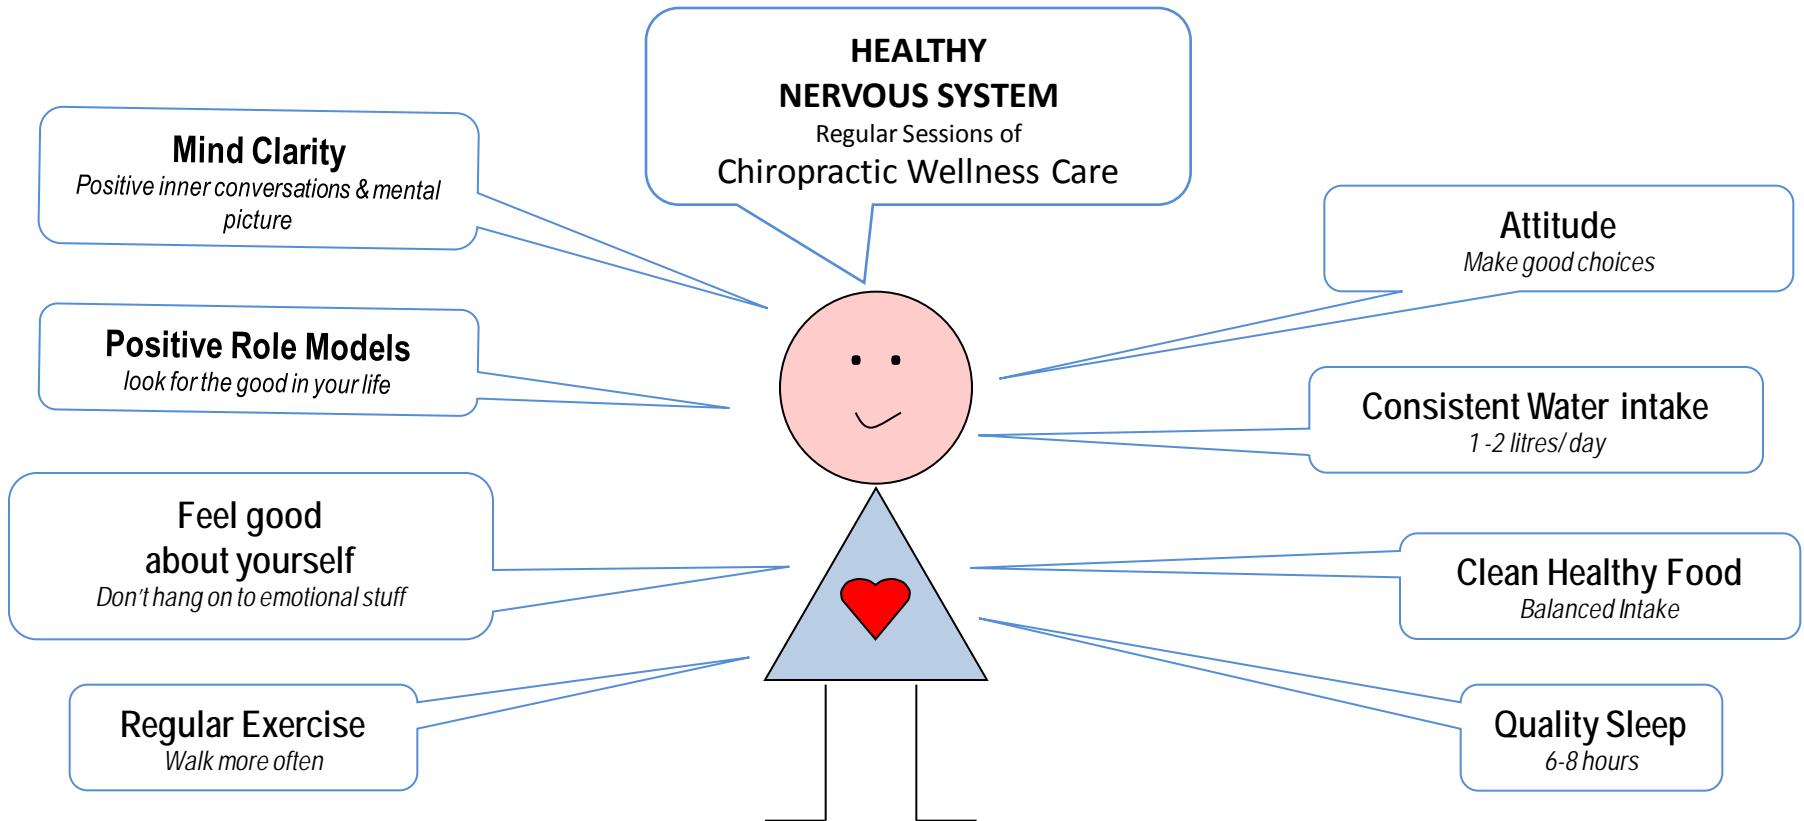 HEALTHY
NERVOUS SYSTEM
Regular Sessions of
Chiropractic Wellness Care
Mind Clarity
Positive inner conversations & mental
picture
Positive Role Models
look for the good in your life
Feel good
about yourself
Don't hang on to emotional stuff
Regular Exercise
Walk more often
Attitude
Make good choices
Consistent Water intake
1 -2 litres/ day
Clean Healthy Food
Balanced Intake
Quality Sleep
6-8 hours